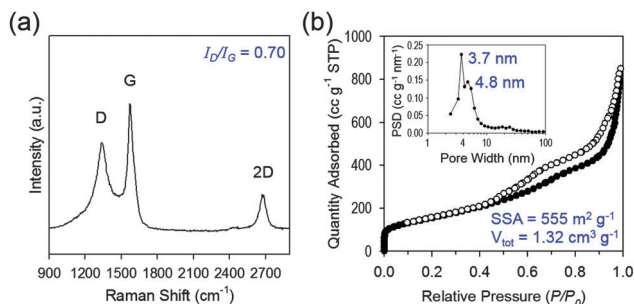 (a)
I_D/I_G = 0.70
D
G
2D
Intensity (a.u.)
900 1200 1500 1800 2100 2400 2700
Raman Shift (cm⁻¹)
(b)
1000
800
600
400
200
0
Quantity Adsorbed (cc g⁻¹ STP)
0.25
0.20
0.15
0.10
0.05
0.00
PSD (cc g⁻¹ nm⁻¹)
3.7 nm
4.8 nm
2 4 6 10 100
Pore Width (nm)
SSA = 555 m² g⁻¹
V_tot = 1.32 cm³ g⁻¹
0.0 0.2 0.4 0.6 0.8 1.0
Relative Pressure (P/P₀)